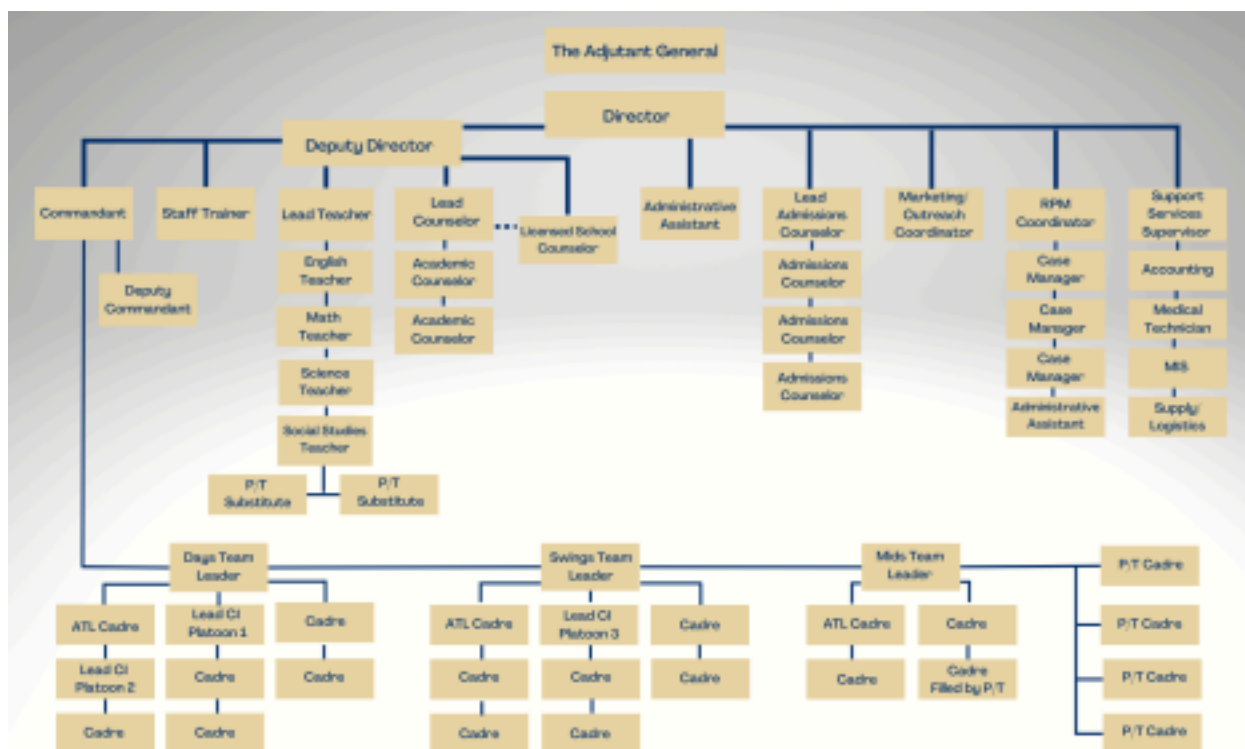 The Adjutant General
Director
Deputy Director
Commandant
Staff Trainer
Lead Teacher
Lead
Counselor
Licensed School
Counselor
Administrative
Assistant
Lead
Admissions
Counselor
Marketing/
Outreach
Coordinator
RPM
Coordinator
Support
Services
Supervisor
Deputy
Commandant
English
Teacher
Academic
Counselor
Admissions
Counselor
Case
Manager
Accounting
Math
Teacher
Academic
Counselor
Admissions
Counselor
Case
Manager
Medical
Technician
Science
Teacher
Admissions
Counselor
Case
Manager
MIS
Social Studies
Teacher
Administrative
Assistant
Supply/
Logistics
P/T
Substitute
P/T
Substitute
Days Team
Leader
Swings Team
Leader
Mids Team
Leader
P/T Cadre
ATL Cadre
Lead CI
Platoon 1
Cadre
ATL Cadre
Lead CI
Platoon 3
Cadre
ATL Cadre
Cadre
P/T Cadre
Lead CI
Platoon 2
Cadre
Cadre
Cadre
Cadre
Cadre
Cadre
Cadre
Filled by P/T
P/T Cadre
Cadre
Cadre
Cadre
Cadre
P/T Cadre